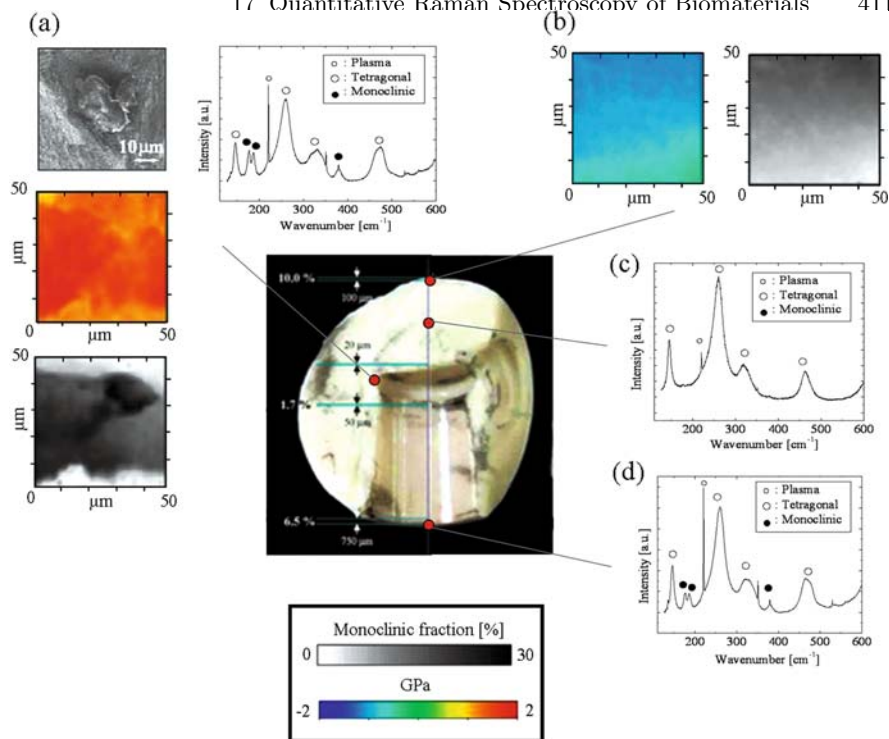 17 Quantitative Raman Spectroscopy of Biomaterials 411
(a)
10μm
50
μm
0
μm
50
50
μm
0
μm
50
Intensity [a.u.]
○ : Plasma
○ : Tetragonal
● : Monoclinic
200 300 400 500 600
Wavenumber [cm⁻¹]
(b)
50
μm
0
μm
50
50
μm
0
μm
50
10.0 %
100 μm
20 μm
1.7 %
50 μm
6.5 %
750 μm
(c)
Intensity [a.u.]
○ : Plasma
○ : Tetragonal
● : Monoclinic
200 300 400 500 600
Wavenumber [cm⁻¹]
(d)
Intensity [a.u.]
○ : Plasma
○ : Tetragonal
● : Monoclinic
200 300 400 500 600
Wavenumber [cm⁻¹]
Monoclinic fraction [%]
0 30
GPa
-2 2